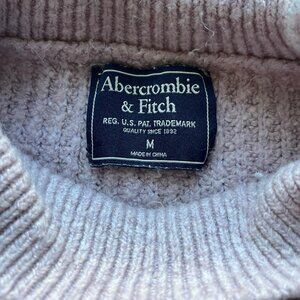 Abercrombie
& Fitch
REG. U.S. PAT. TRADEMARK
QUALITY SINCE 1892
M
MADE IN CHINA